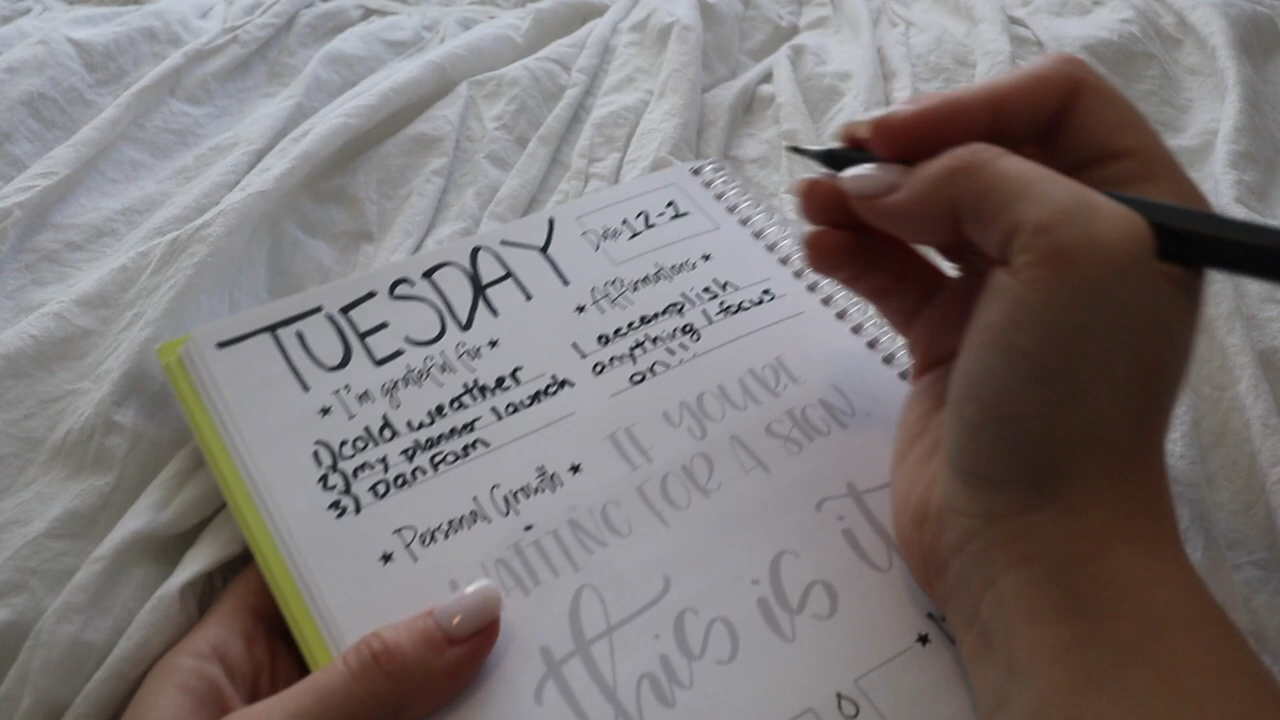 TUESDAY
Date: 12-1
*I'm grateful for*
1) cold weather
2) my planner launch
3) Dan Fam
*Affirmations*
I accomplish
anything I focus
on!!
*Personal Growth*
IF YOU'RE
WAITING FOR A SIGN,
this is it